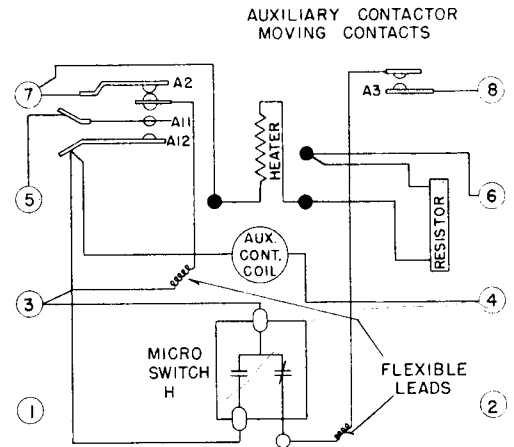 AUXILIARY CONTACTOR
MOVING CONTACTS
7
A2
A3
8
A11
A12
5
HEATER
6
RESISTOR
AUX.
CONT.
COIL
3
4
MICRO
SWITCH
H
FLEXIBLE
LEADS
1
2